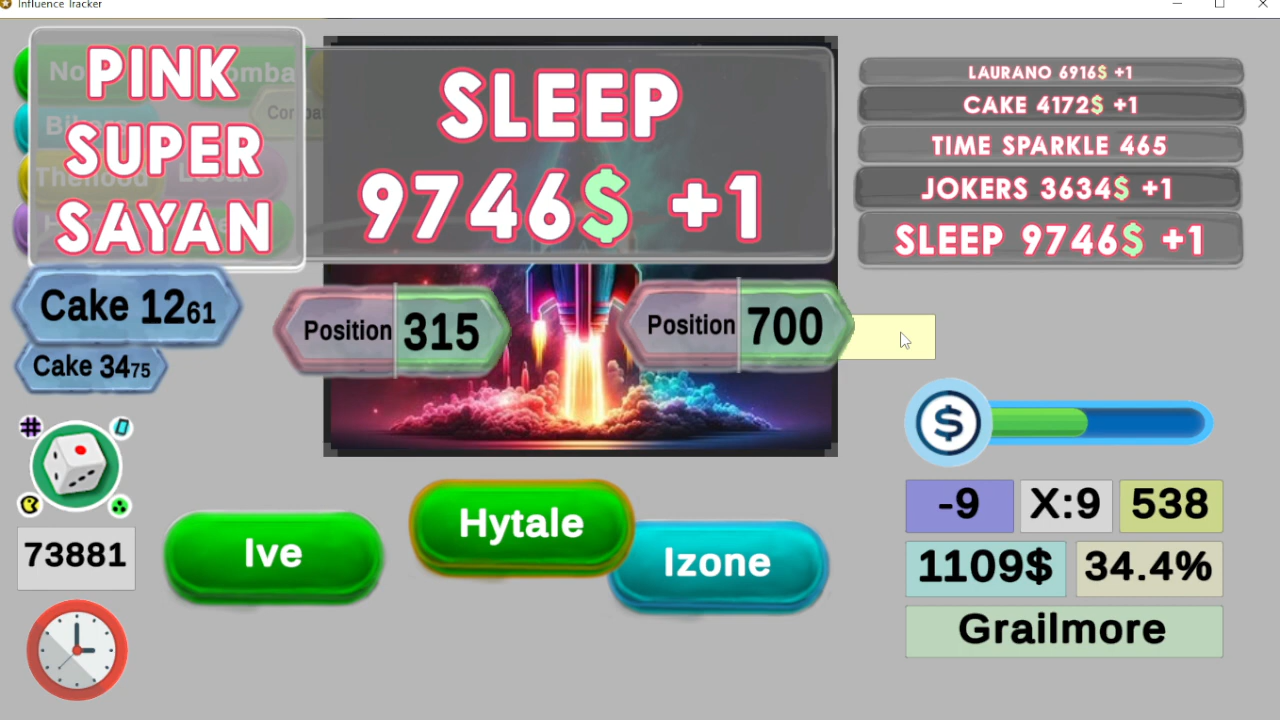 Influence Tracker
PINK
SUPER
SAYAN
SLEEP
9746$ +1
LAURANO 6916$ +1
CAKE 4172$ +1
TIME SPARKLE 465
JOKERS 3634$ +1
SLEEP 9746$ +1
Cake 1261
Cake 3475
Position 315
Position 700
73881
Ive
Hytale
Izone
$
-9
X:9
538
1109$
34.4%
Grailmore